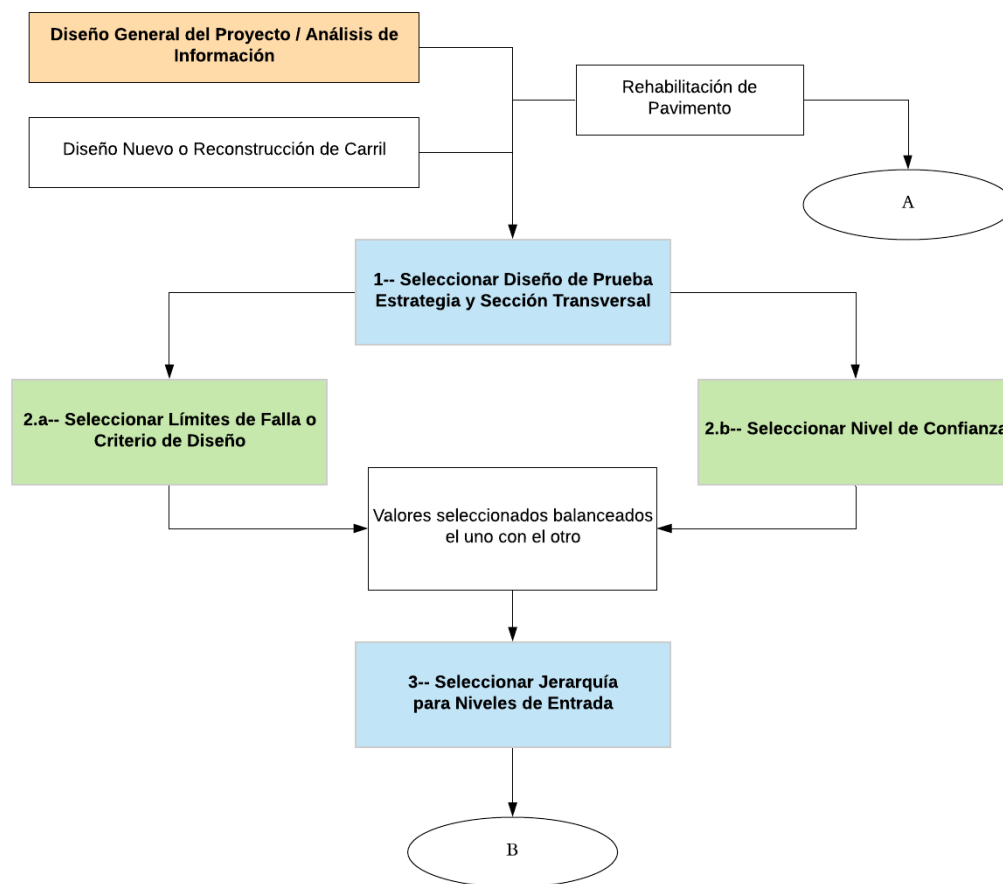 Diseño General del Proyecto / Análisis de
Información
Rehabilitación de
Pavimento
Diseño Nuevo o Reconstrucción de Carril
A
1-- Seleccionar Diseño de Prueba
Estrategia y Sección Transversal
2.a-- Seleccionar Límites de Falla o
Criterio de Diseño
2.b-- Seleccionar Nivel de Confianza
Valores seleccionados balanceados
el uno con el otro
3-- Seleccionar Jerarquía
para Niveles de Entrada
B